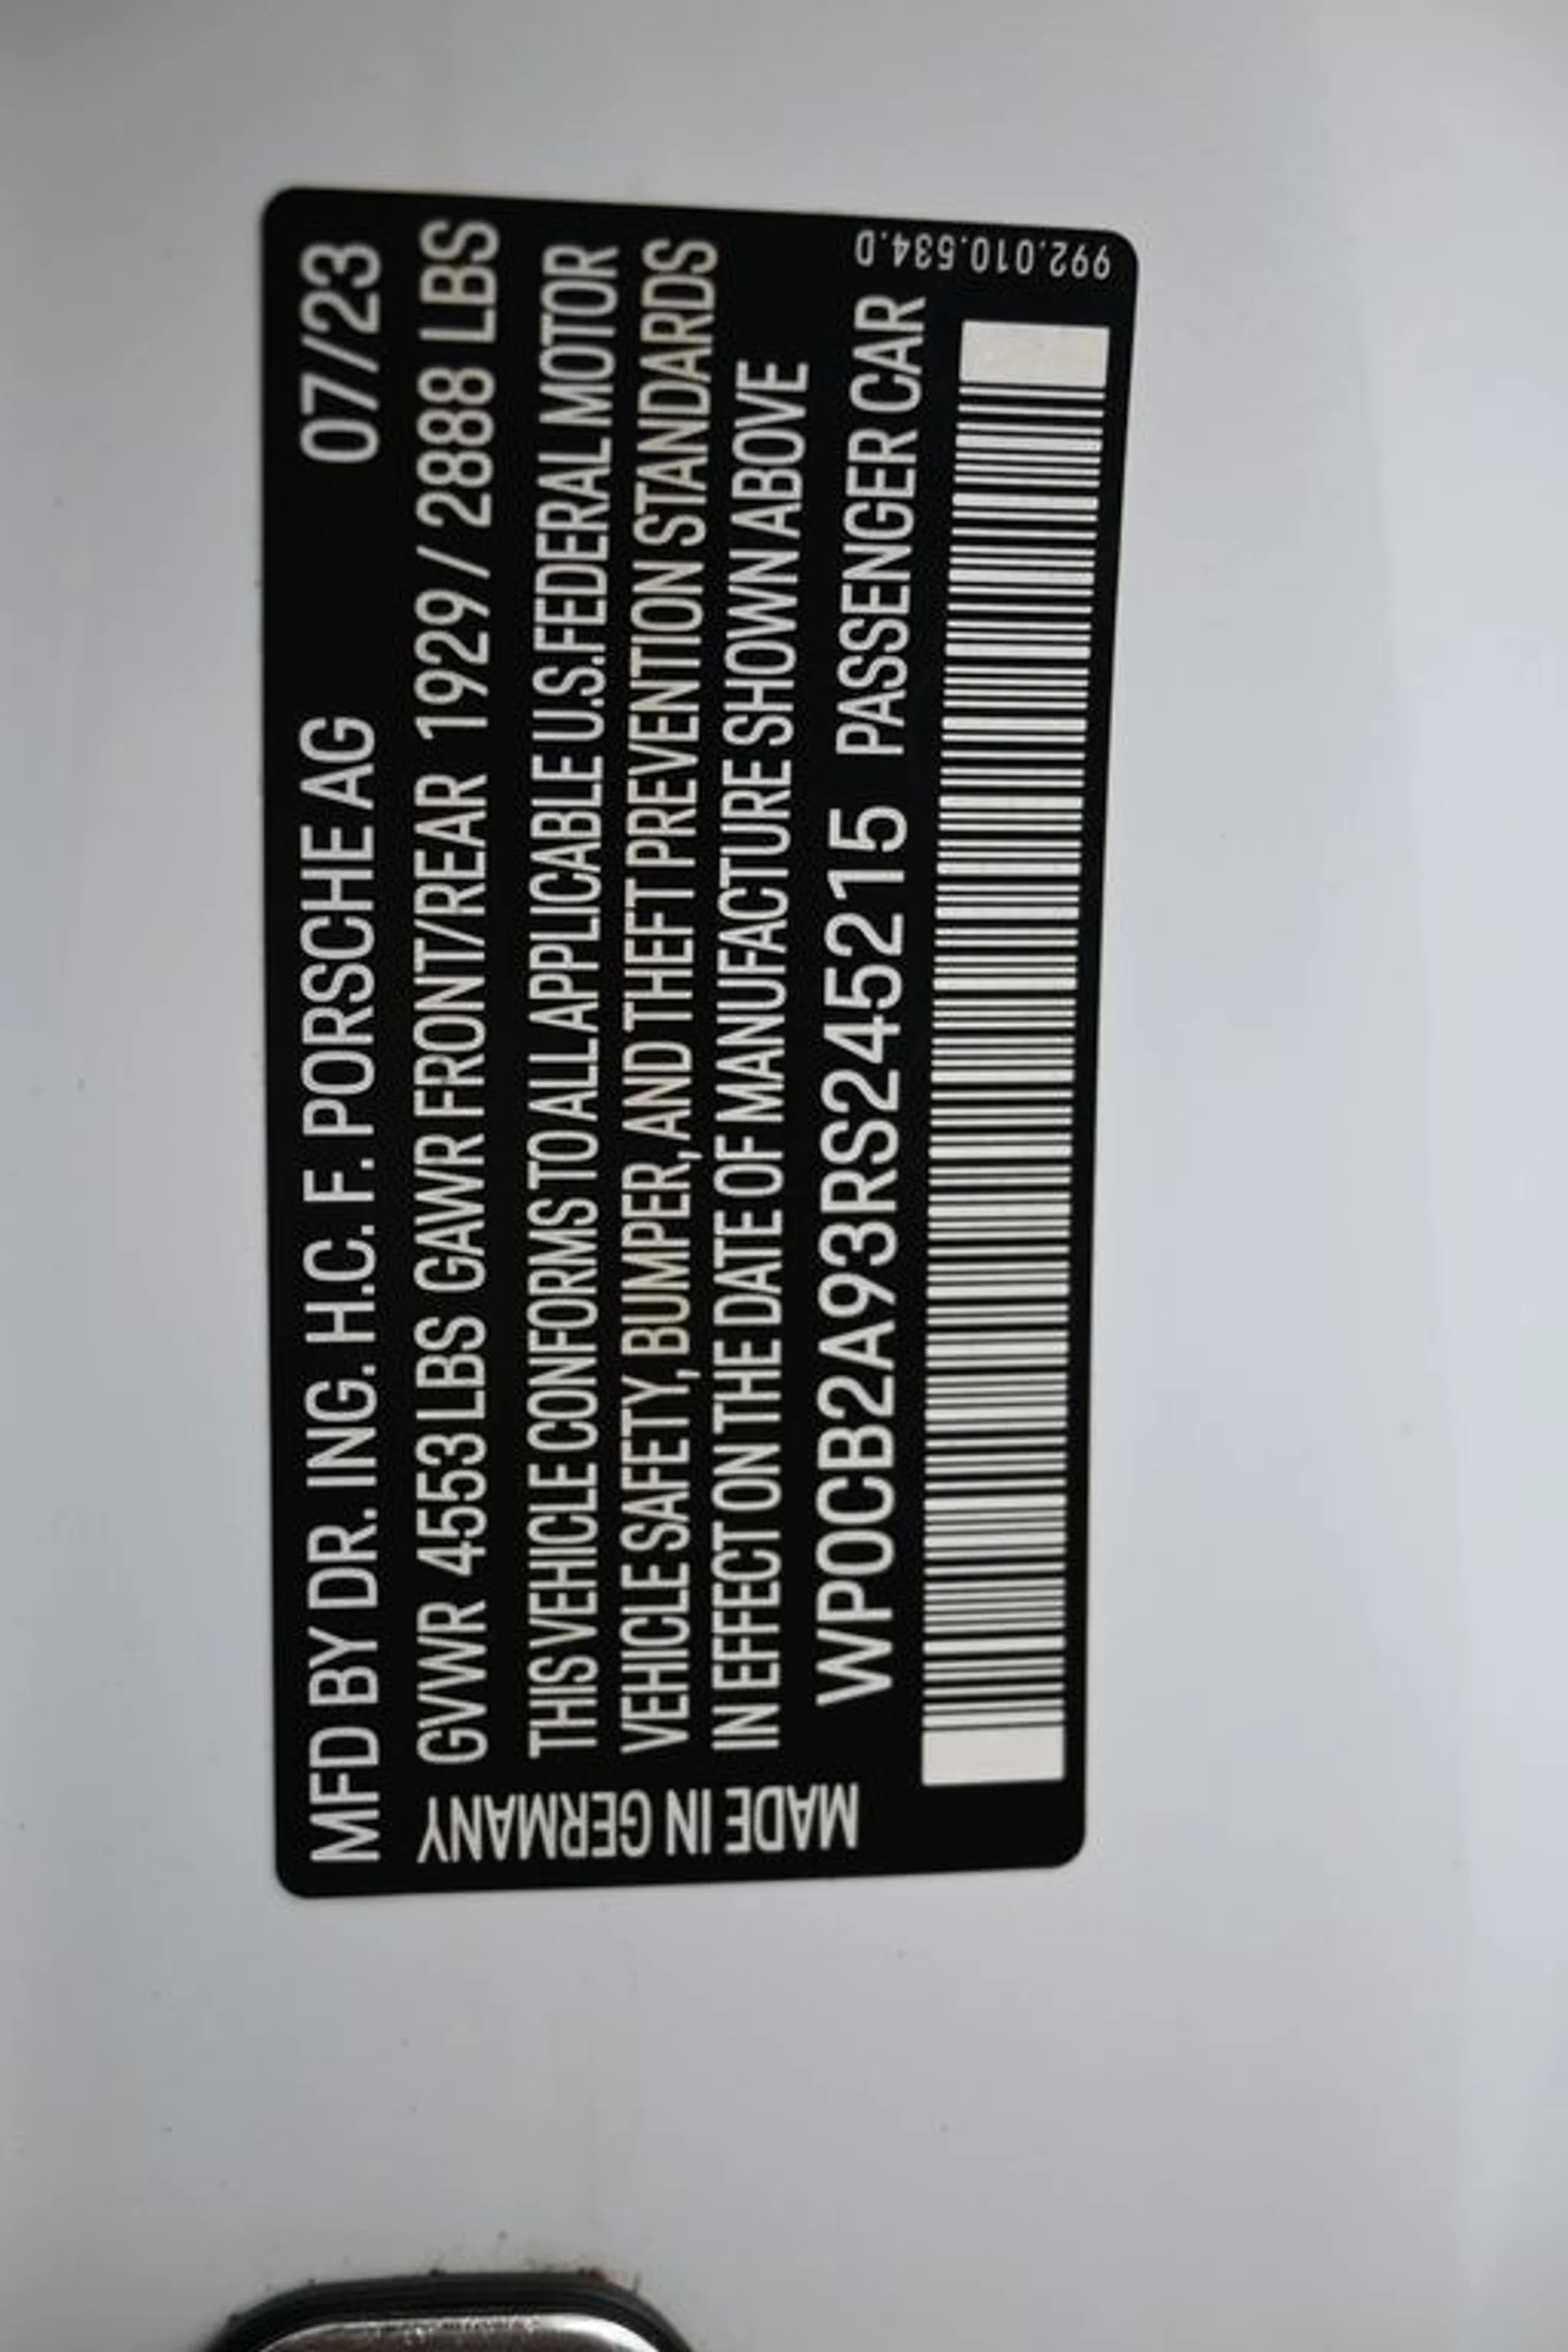 MFD BY DR. ING. H.C. F. PORSCHE AG 07/23
GVWR 4553 LBS GAWR FRONT/REAR 1929 / 2888 LBS
THIS VEHICLE CONFORMS TO ALL APPLICABLE U.S. FEDERAL MOTOR
VEHICLE SAFETY, BUMPER, AND THEFT PREVENTION STANDARDS
IN EFFECT ON THE DATE OF MANUFACTURE SHOWN ABOVE
WP0CB2A93RS245215 PASSENGER CAR
MADE IN GERMANY
992.010.534.D